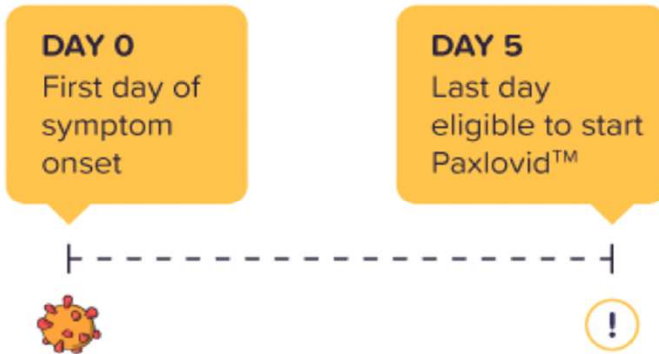 DAY 0
First day of
symptom
onset
DAY 5
Last day
eligible to start
Paxlovid™
!